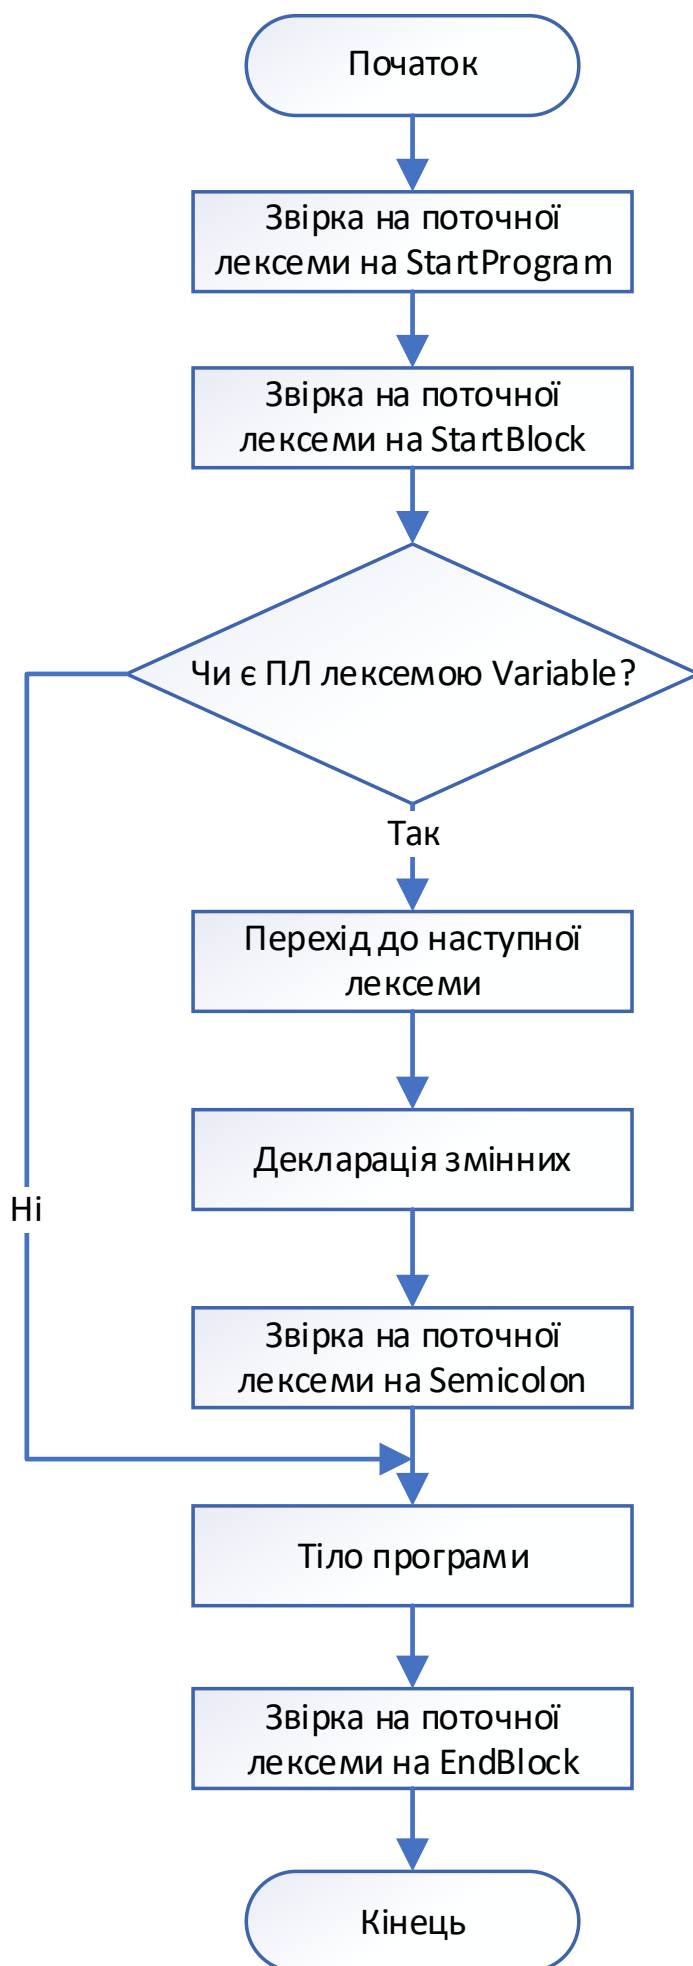 Початок
Звірка на поточної
лексеми на StartProgram
Звірка на поточної
лексеми на StartBlock
Чи є ПЛ лексемою Variable?
Так
Перехід до наступної
лексеми
Декларація змінних
Ні
Звірка на поточної
лексеми на Semicolon
Тіло програми
Звірка на поточної
лексеми на EndBlock
Кінець